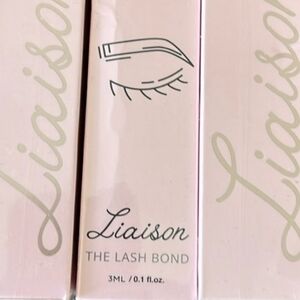 Liaison
Liaison
THE LASH BOND
3ML / 0.1 fl.oz.
Liaison